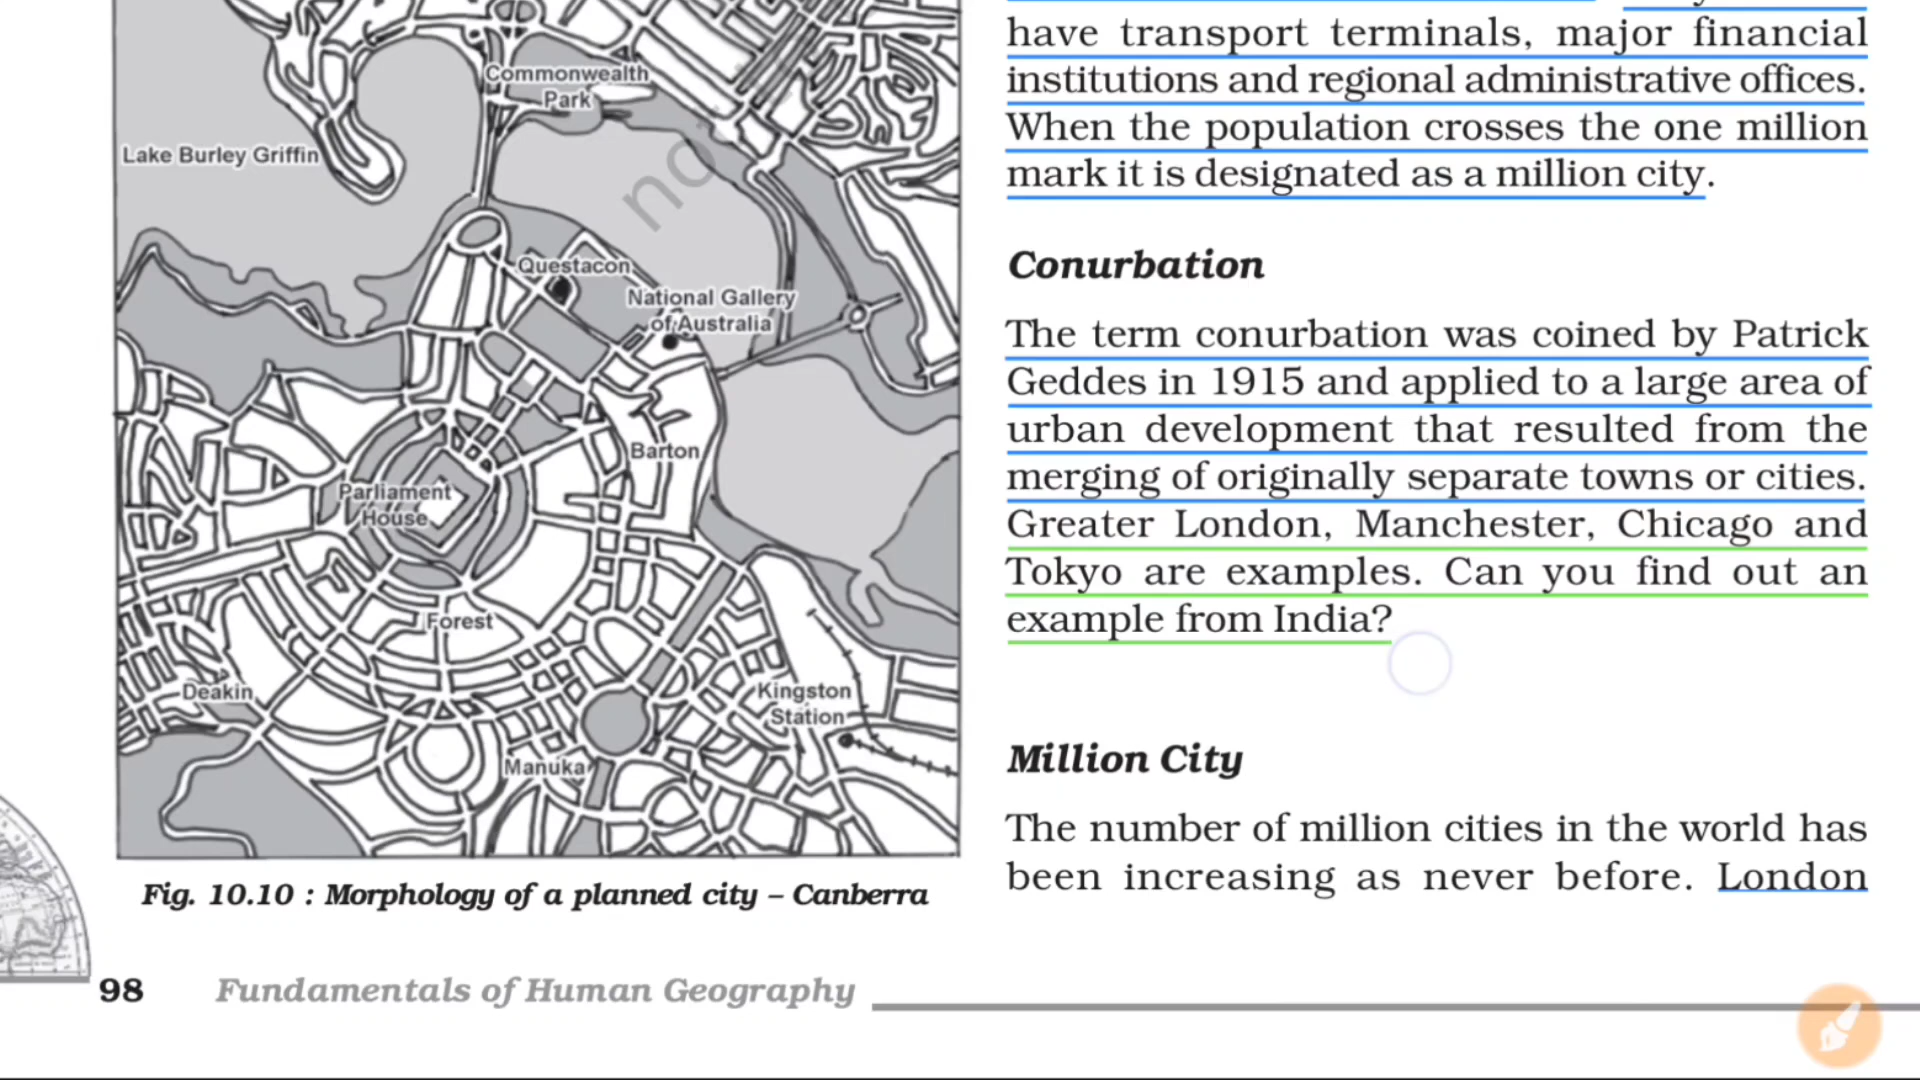 Commonwealth
Park
Lake Burley Griffin
Questacon
National Gallery
of Australia
Barton
Parliament
House
Forest
Deakin
Kingston
Station
Manuka
Fig. 10.10 : Morphology of a planned city – Canberra
have transport terminals, major financial
institutions and regional administrative offices.
When the population crosses the one million
mark it is designated as a million city.
Conurbation
The term conurbation was coined by Patrick
Geddes in 1915 and applied to a large area of
urban development that resulted from the
merging of originally separate towns or cities.
Greater London, Manchester, Chicago and
Tokyo are examples. Can you find out an
example from India?
Million City
The number of million cities in the world has
been increasing as never before. London
98 Fundamentals of Human Geography